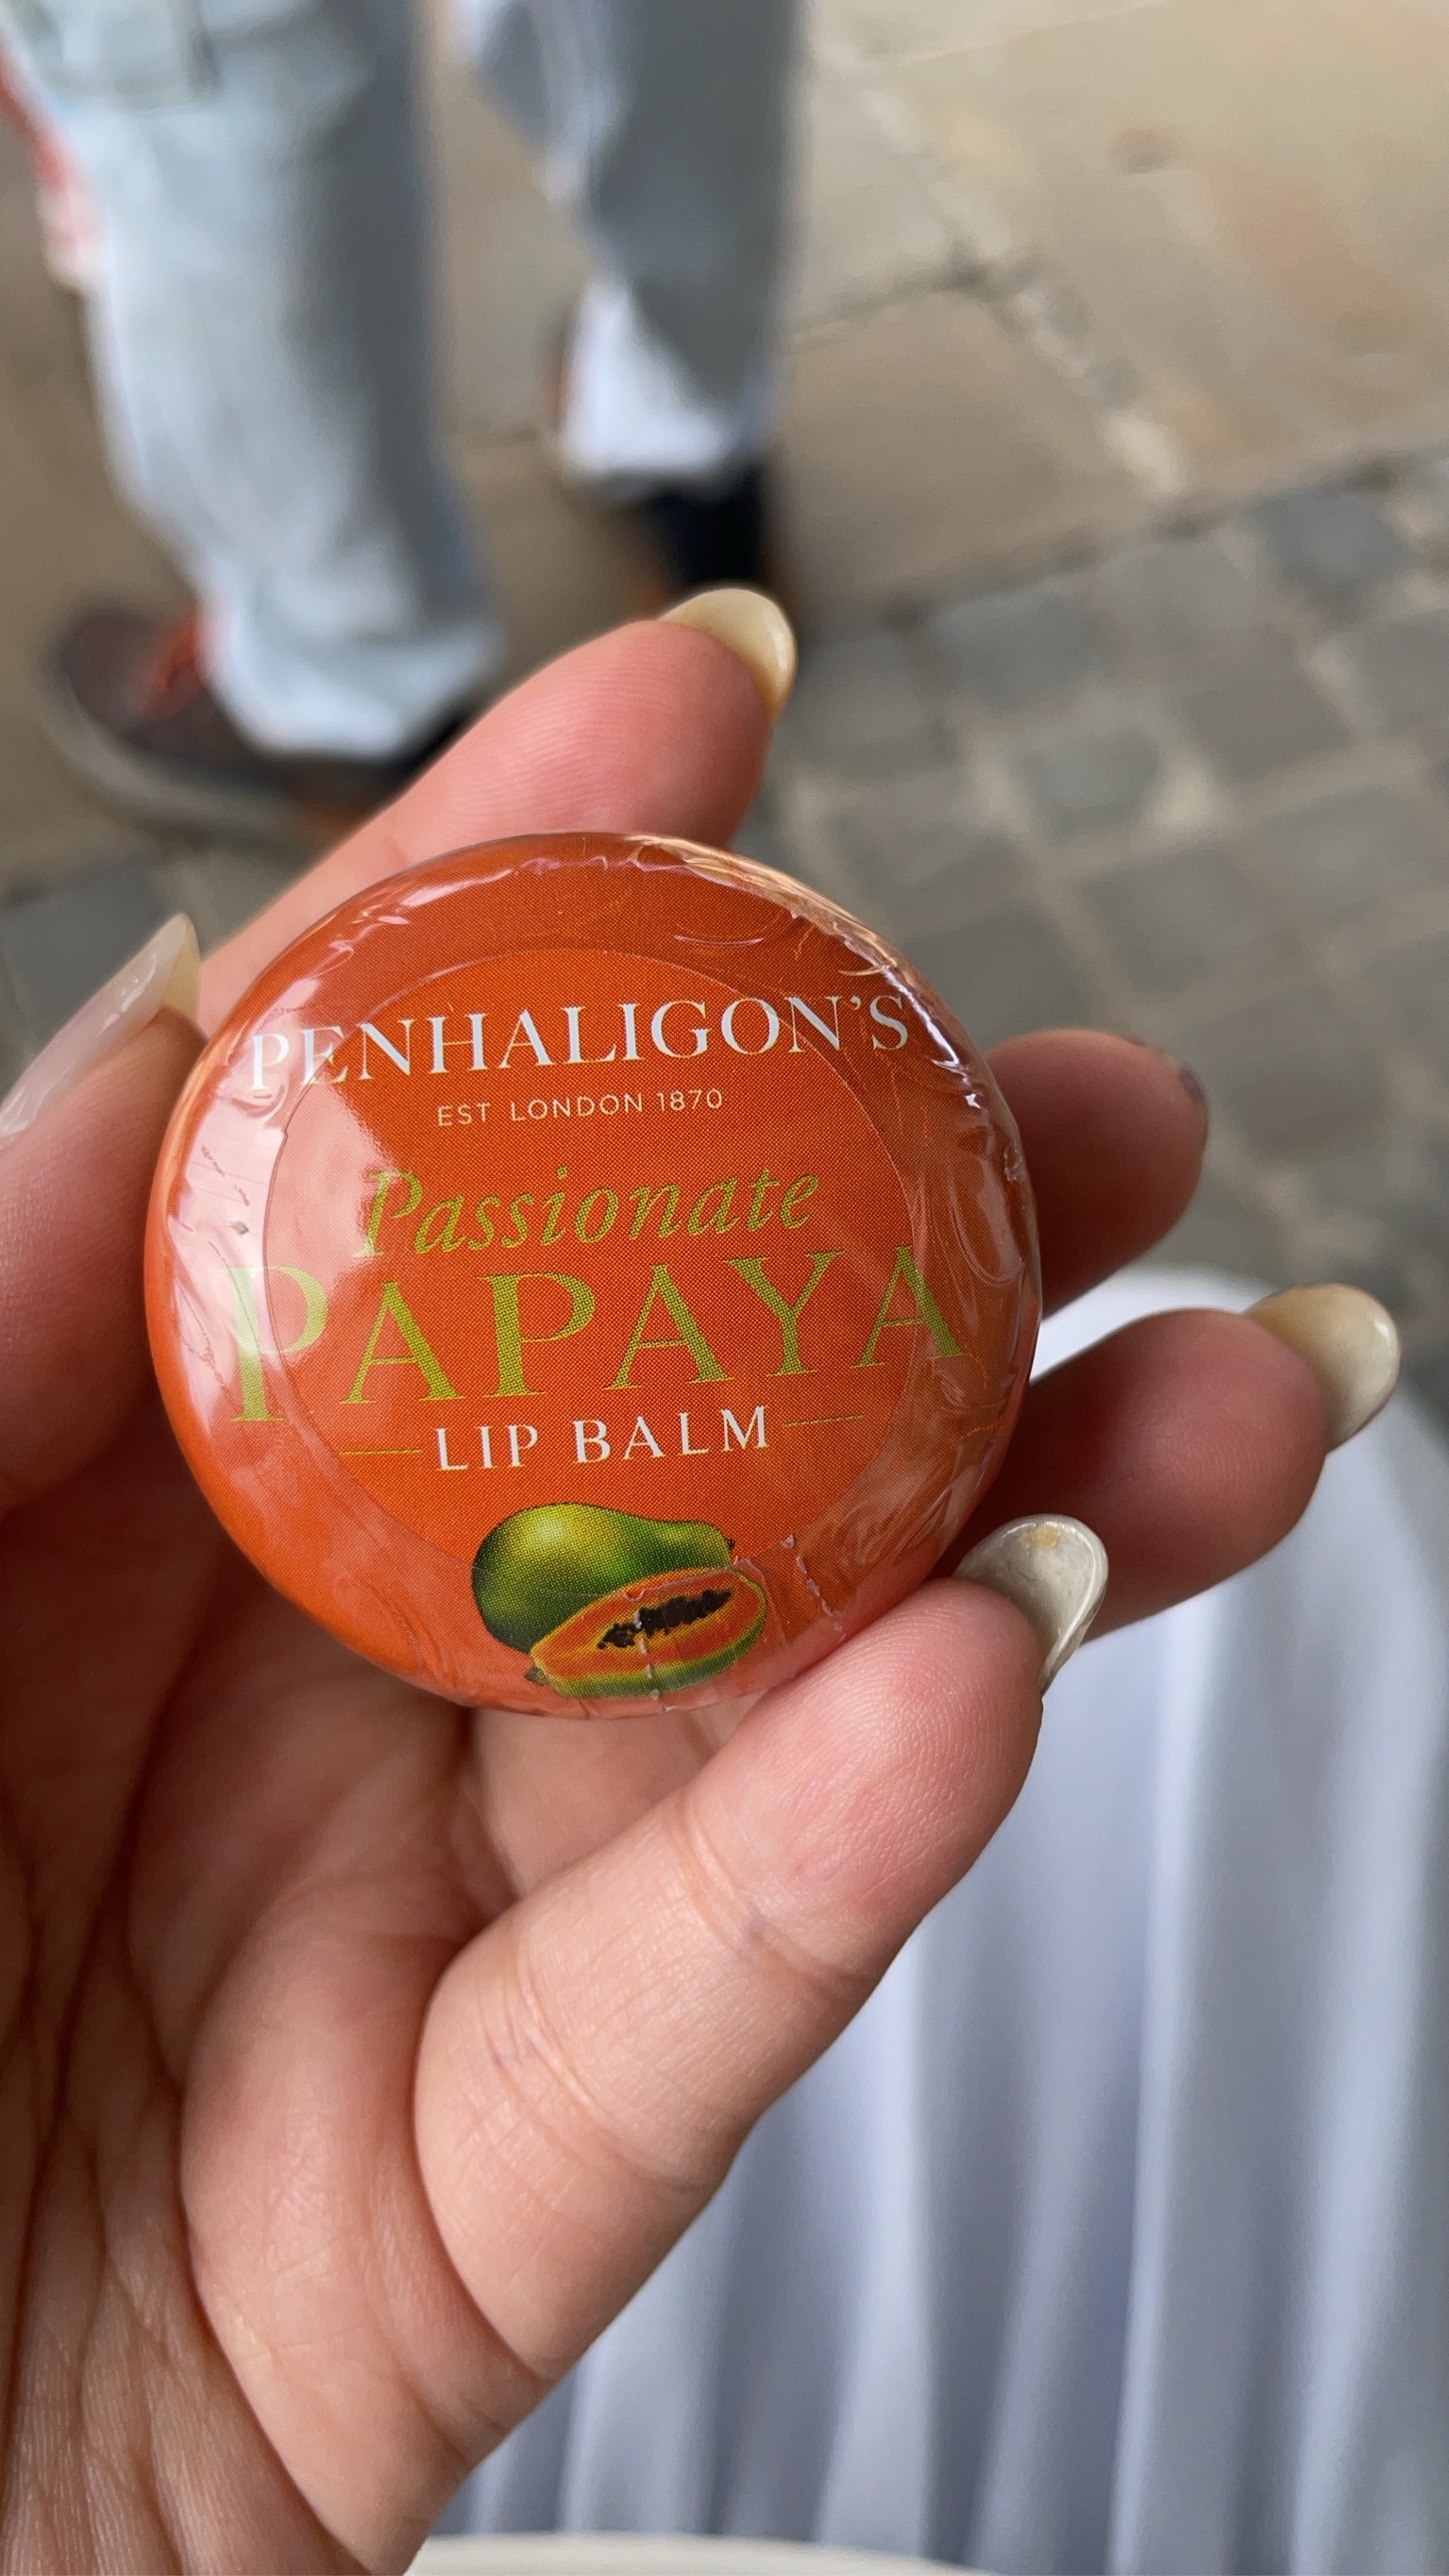 PENHALIGON'S
EST LONDON 1870
Passionate
PAPAYA
LIP BALM